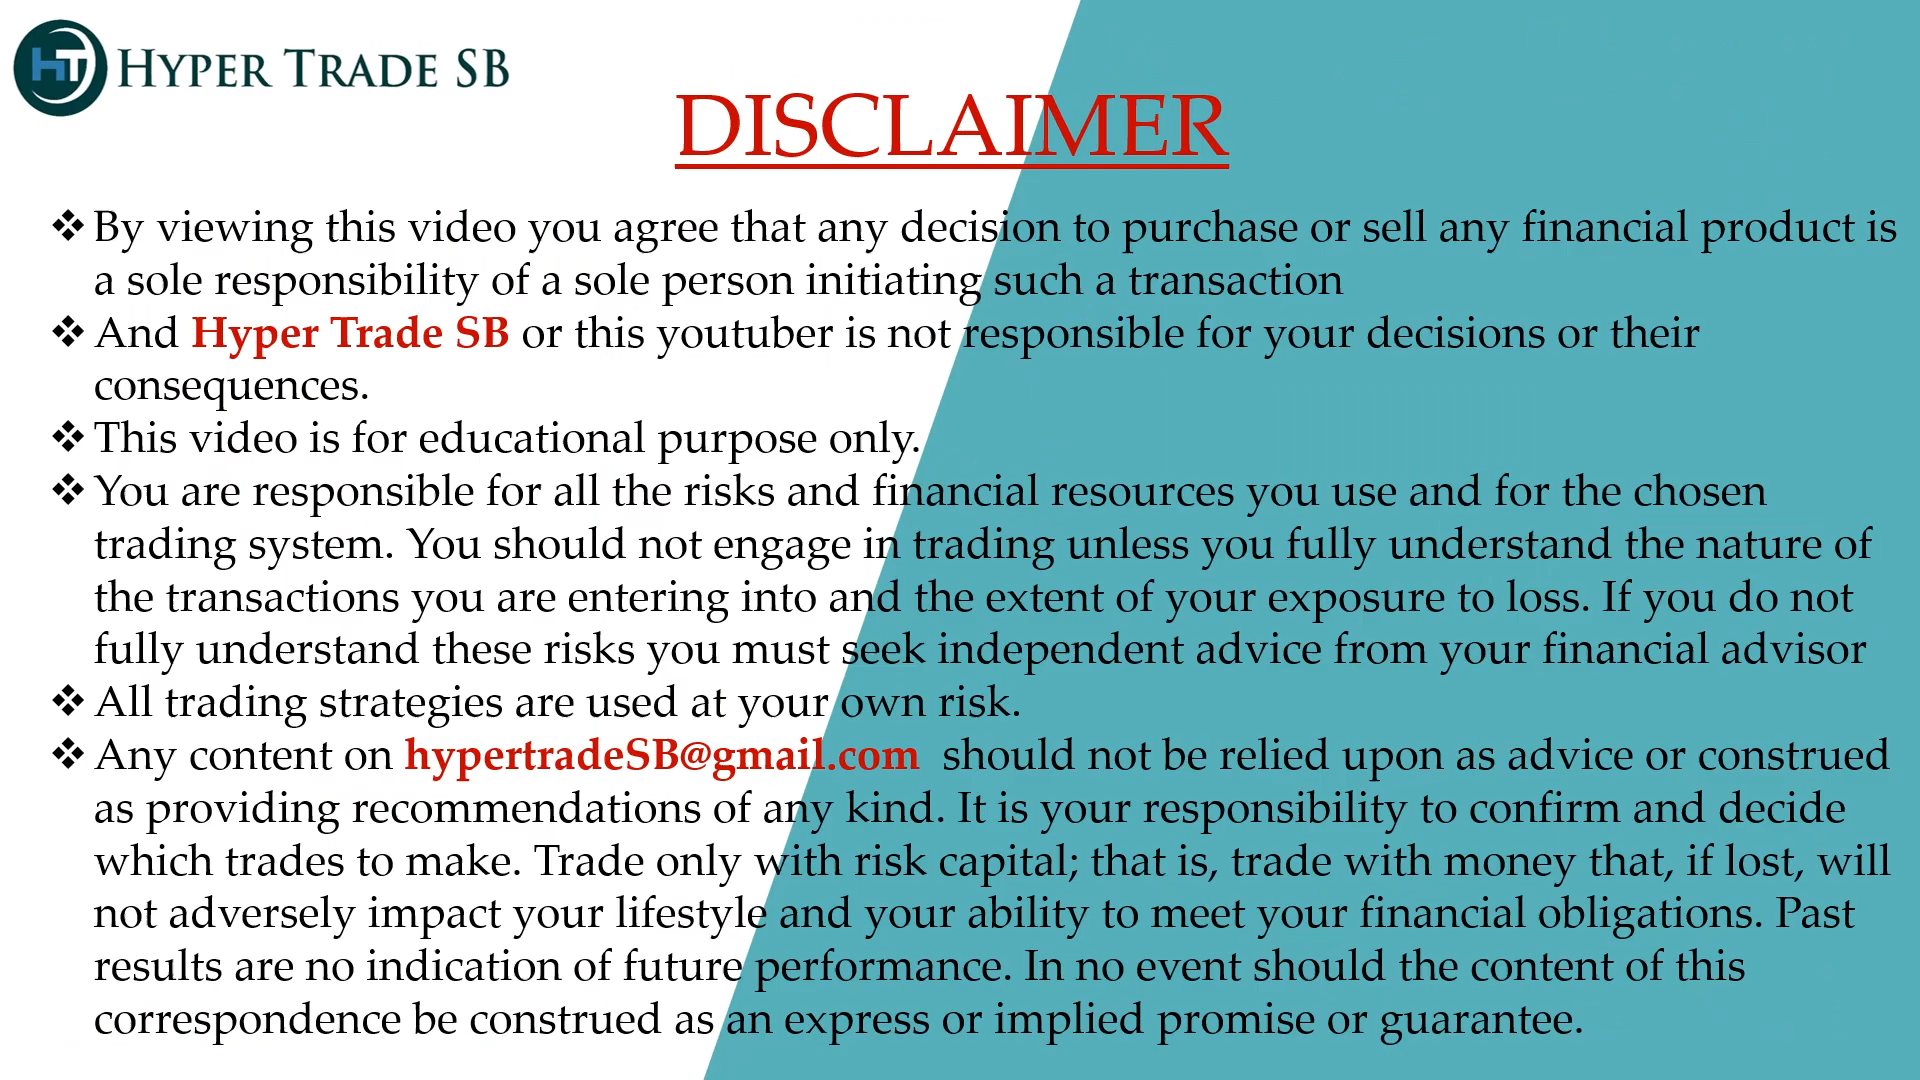 HT HYPER TRADE SB
DISCLAIMER
❖ By viewing this video you agree that any decision to purchase or sell any financial product is
a sole responsibility of a sole person initiating such a transaction
❖ And Hyper Trade SB or this youtuber is not responsible for your decisions or their
consequences.
❖ This video is for educational purpose only.
❖ You are responsible for all the risks and financial resources you use and for the chosen
trading system. You should not engage in trading unless you fully understand the nature of
the transactions you are entering into and the extent of your exposure to loss. If you do not
fully understand these risks you must seek independent advice from your financial advisor
❖ All trading strategies are used at your own risk.
❖ Any content on hypertradeSB@gmail.com should not be relied upon as advice or construed
as providing recommendations of any kind. It is your responsibility to confirm and decide
which trades to make. Trade only with risk capital; that is, trade with money that, if lost, will
not adversely impact your lifestyle and your ability to meet your financial obligations. Past
results are no indication of future performance. In no event should the content of this
correspondence be construed as an express or implied promise or guarantee.